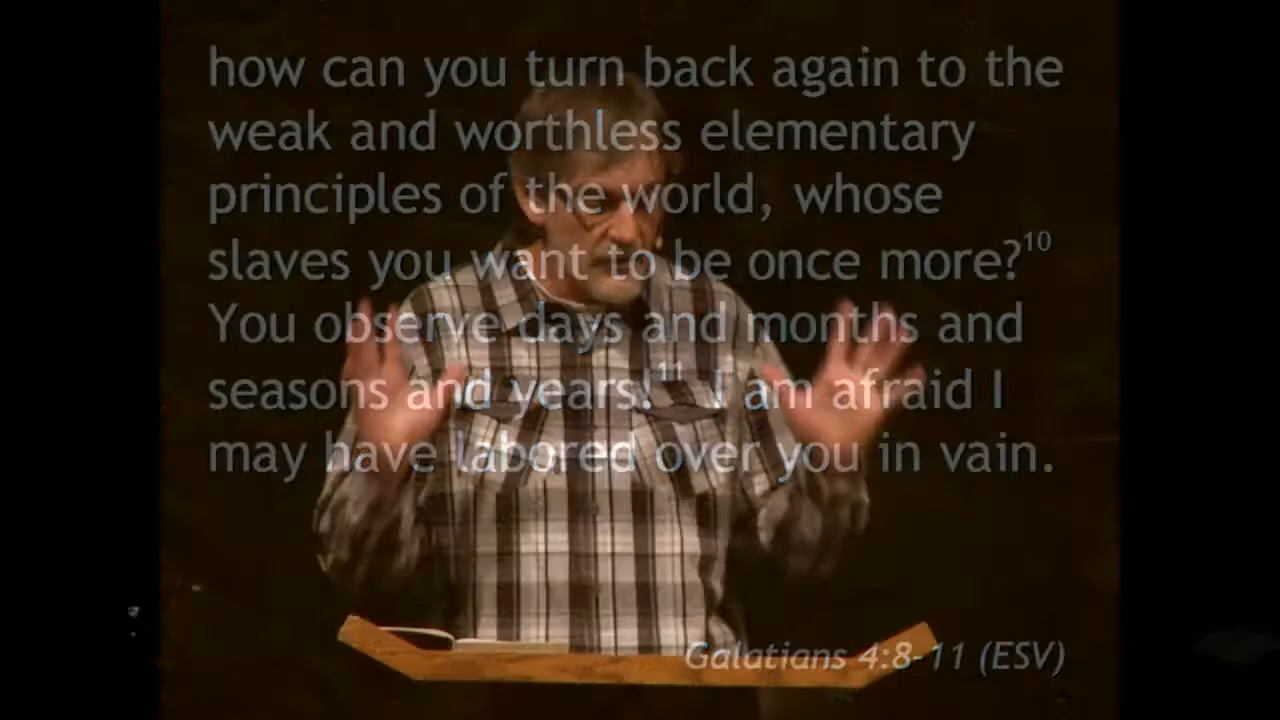 how can you turn back again to the
weak and worthless elementary
principles of the world, whose
slaves you want to be once more?10
You observe days and months and
seasons and years!11 I am afraid I
may have labored over you in vain.
Galatians 4:8-11 (ESV)